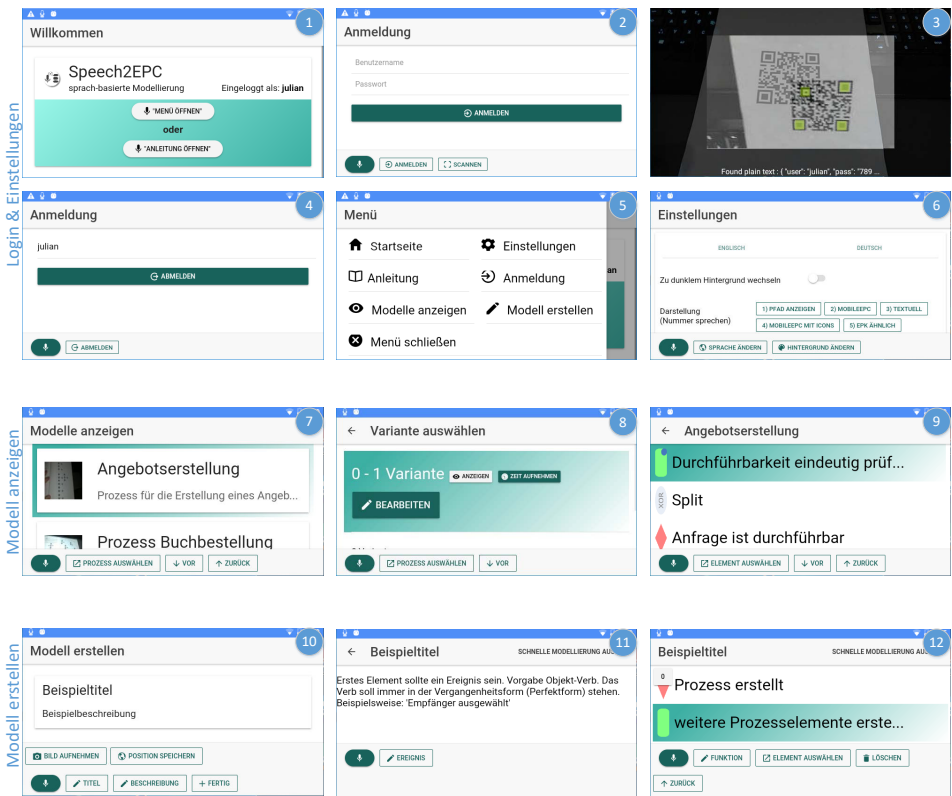 Login & Einstellungen
1
Willkommen
Speech2EPC
sprach-basierte Modellierung
Eingeloggt als: julian
"MENÜ ÖFFNEN"
oder
"ANLEITUNG ÖFFNEN"
2
Anmeldung
Benutzername
Passwort
ANMELDEN
ANMELDEN
SCANNEN
3
Found plain text : { "user": "julian", "pass": "789 ...
4
Anmeldung
julian
ABMELDEN
ABMELDEN
5
Menü
Startseite
Einstellungen
Anleitung
Anmeldung
Modelle anzeigen
Modell erstellen
Menü schließen
an
6
Einstellungen
ENGLISCH
DEUTSCH
Zu dunklem Hintergrund wechseln
Darstellung
(Nummer sprechen)
1) PFAD ANZEIGEN
2) MOBILEEPC
3) TEXTUELL
4) MOBILEEPC MIT ICONS
5) EPK ÄHNLICH
SPRACHE ÄNDERN
HINTERGRUND ÄNDERN
Modell anzeigen
7
Modelle anzeigen
Angebotserstellung
Prozess für die Erstellung eines Angeb...
Prozess Buchbestellung
PROZESS AUSWÄHLEN
VOR
ZURÜCK
8
Variante auswählen
0 - 1 Variante
ANZEIGEN
ZEIT AUFNEHMEN
BEARBEITEN
PROZESS AUSWÄHLEN
VOR
9
Angebotserstellung
Durchführbarkeit eindeutig prüf...
XOR
Split
Anfrage ist durchführbar
ELEMENT AUSWÄHLEN
VOR
ZURÜCK
Modell erstellen
10
Modell erstellen
Beispieltitel
Beispielbeschreibung
BILD AUFNEHMEN
POSITION SPEICHERN
TITEL
BESCHREIBUNG
FERTIG
11
Beispieltitel
SCHNELLE MODELLIERUNG AUS
Erstes Element sollte ein Ereignis sein. Vorgabe Objekt-Verb. Das
Verb soll immer in der Vergangenheitsform (Perfektform) stehen.
Beispielsweise: 'Empfänger ausgewählt'
EREIGNIS
12
Beispieltitel
SCHNELLE MODELLIERUNG AU
0
Prozess erstellt
weitere Prozesselemente erste...
FUNKTION
ELEMENT AUSWÄHLEN
LÖSCHEN
ZURÜCK